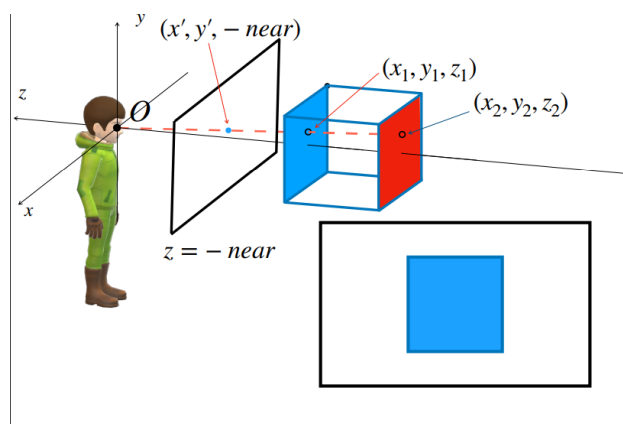 y
(x′, y′, − near)
(x₁, y₁, z₁)
z
O
(x₂, y₂, z₂)
x
z = − near